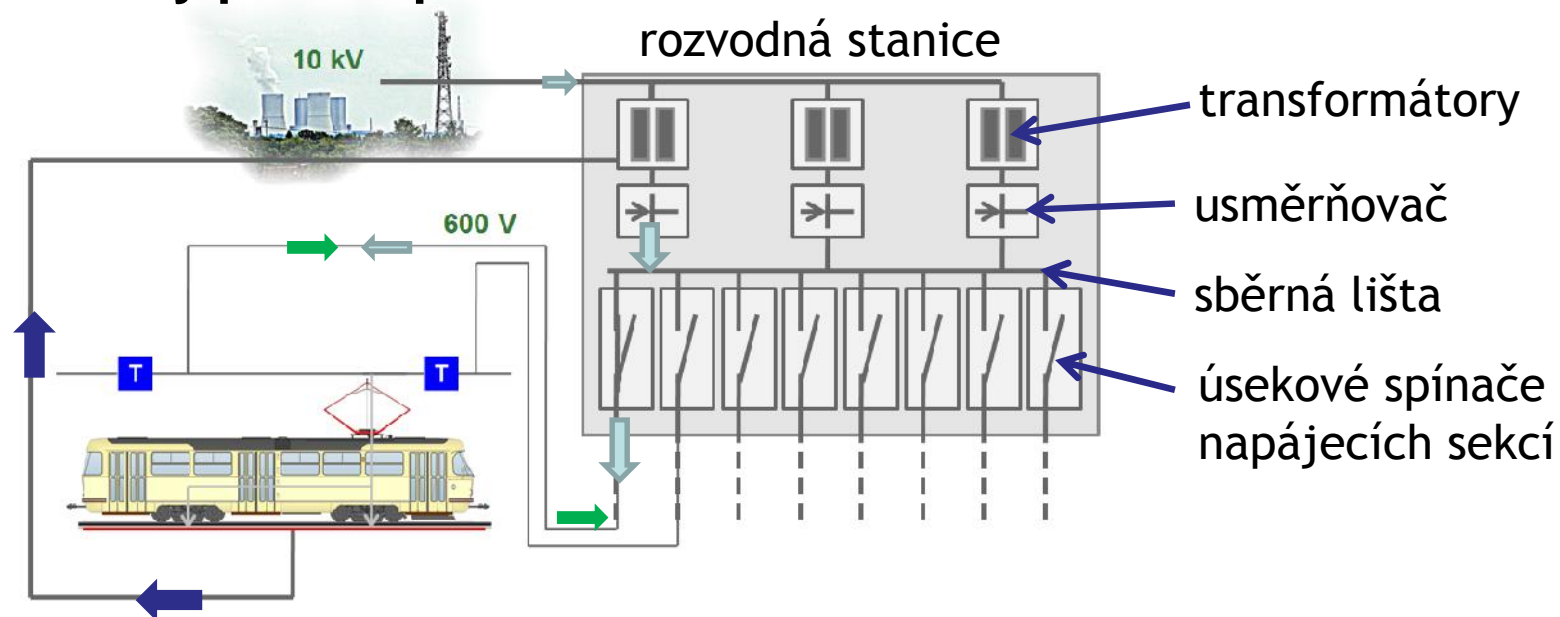 10 kV
rozvodná stanice
transformátory
usměrňovač
600 V
sběrná lišta
T
T
úsekové spínače
napájecích sekcí